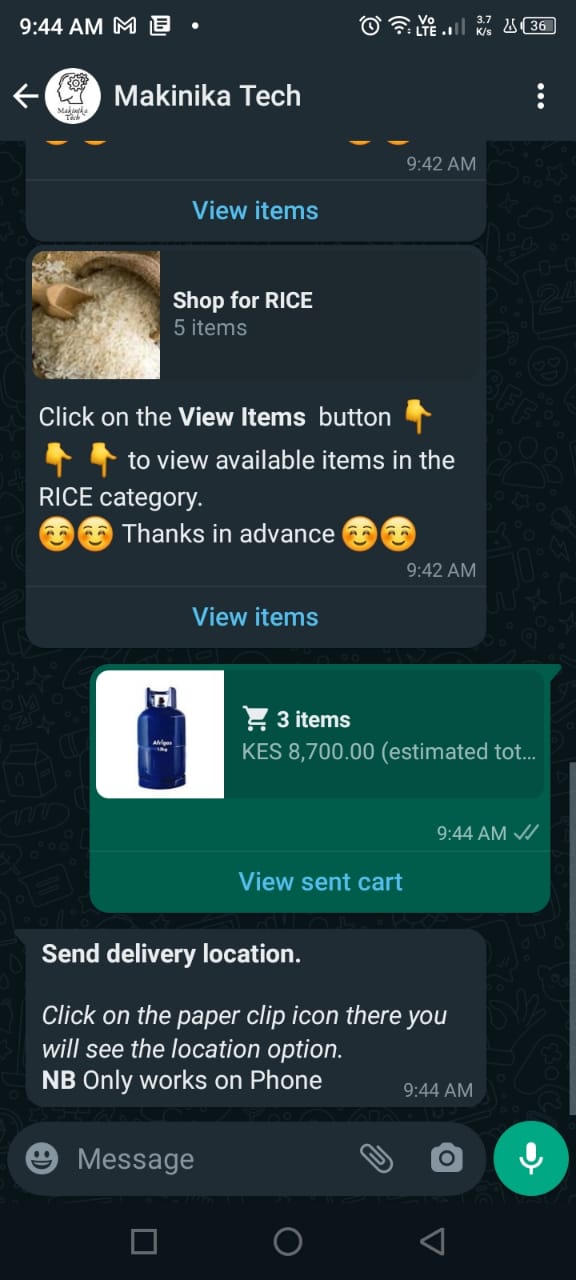 9:44 AM
Vo
LTE
3.7
K/s
36
Makinika
Tech
Makinika Tech
9:42 AM
View items
Shop for RICE
5 items
Click on the View Items button 👇
👇 👇 to view available items in the
RICE category.
☺️☺️ Thanks in advance ☺️☺️
9:42 AM
View items
Afrigas
3 items
KES 8,700.00 (estimated tot...
9:44 AM
View sent cart
Send delivery location.
Click on the paper clip icon there you
will see the location option.
NB Only works on Phone
9:44 AM
Message